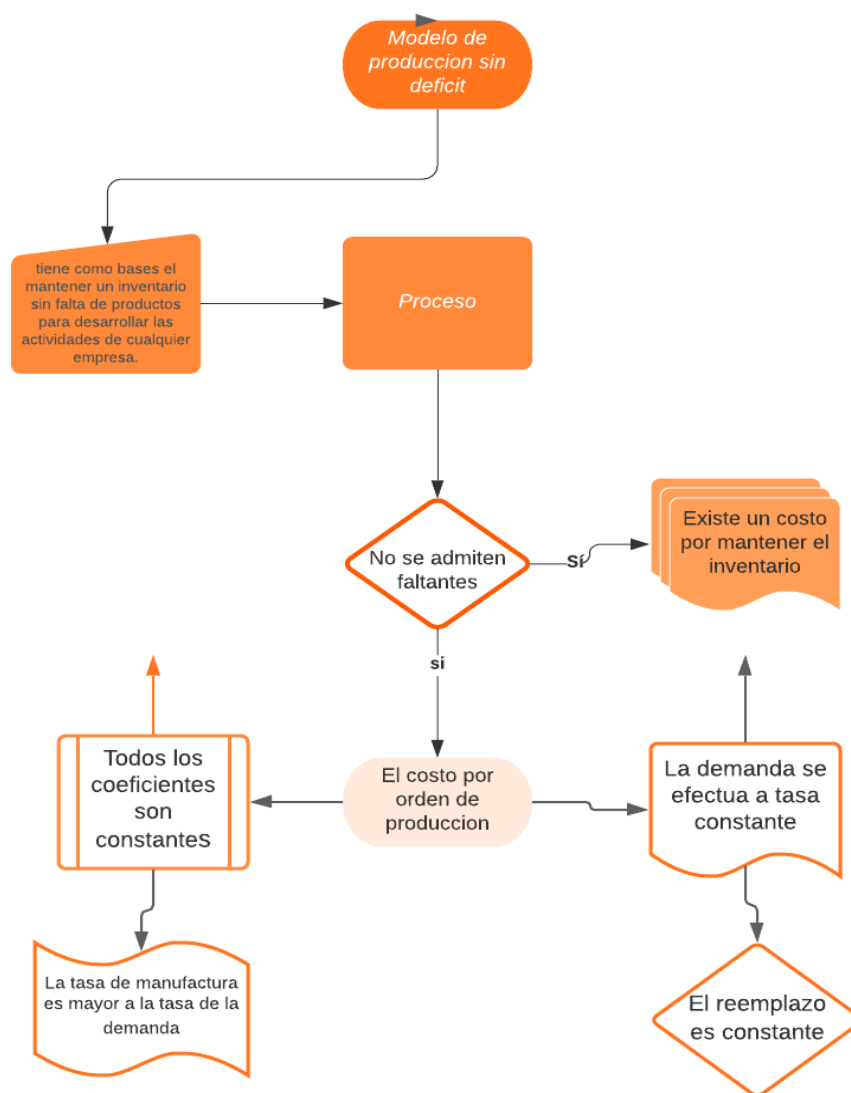 Modelo de
produccion sin
deficit
tiene como bases el
mantener un inventario
sin falta de productos
para desarrollar las
actividades de cualquier
empresa.
Proceso
No se admiten
faltantes
Sí
Existe un costo
por mantener el
inventario
si
Todos los
coeficientes
son
constantes
El costo por
orden de
produccion
La demanda se
efectua a tasa
constante
La tasa de manufactura
es mayor a la tasa de la
demanda
El reemplazo
es constante